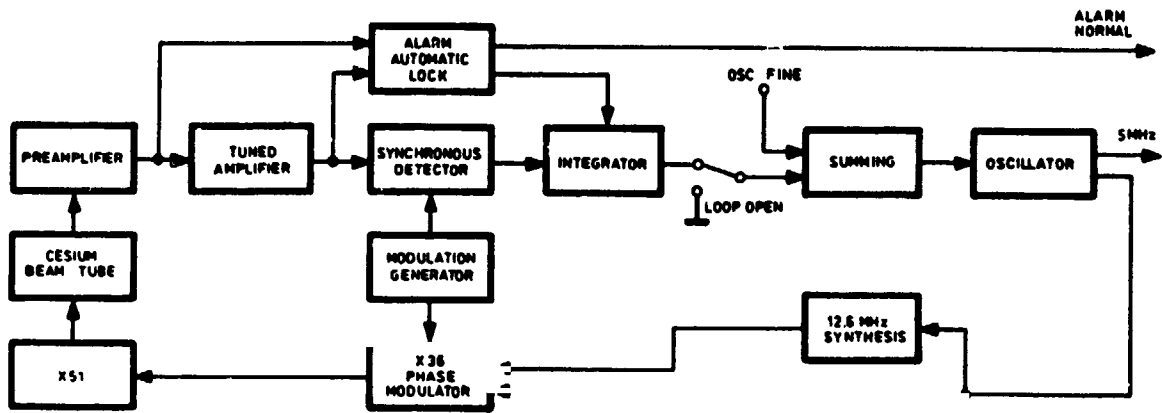 ALARM
NORMAL
ALARM
AUTOMATIC
LOCK
OSC FINE
PREAMPLIFIER
TUNED
AMPLIFIER
SYNCHRONOUS
DETECTOR
INTEGRATOR
SUMMING
OSCILLATOR
5MHz
LOOP OPEN
CESIUM
BEAM TUBE
MODULATION
GENERATOR
12,6 MHz
SYNTHESIS
X51
X36
PHASE
MODULATOR